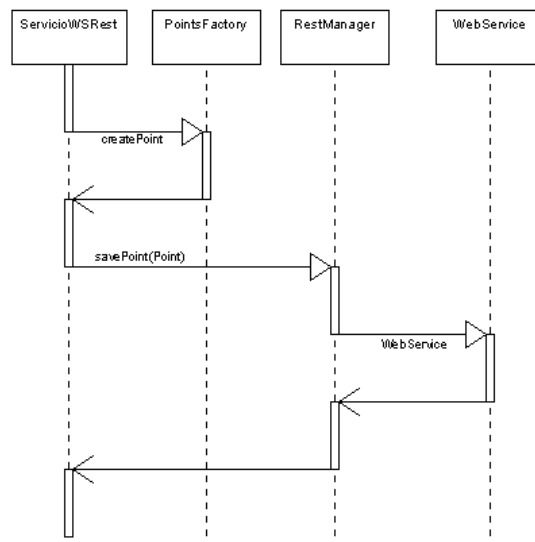 ServicioWSRest
PointsFactory
RestManager
WebService
createPoint
savePoint(Point)
WebService